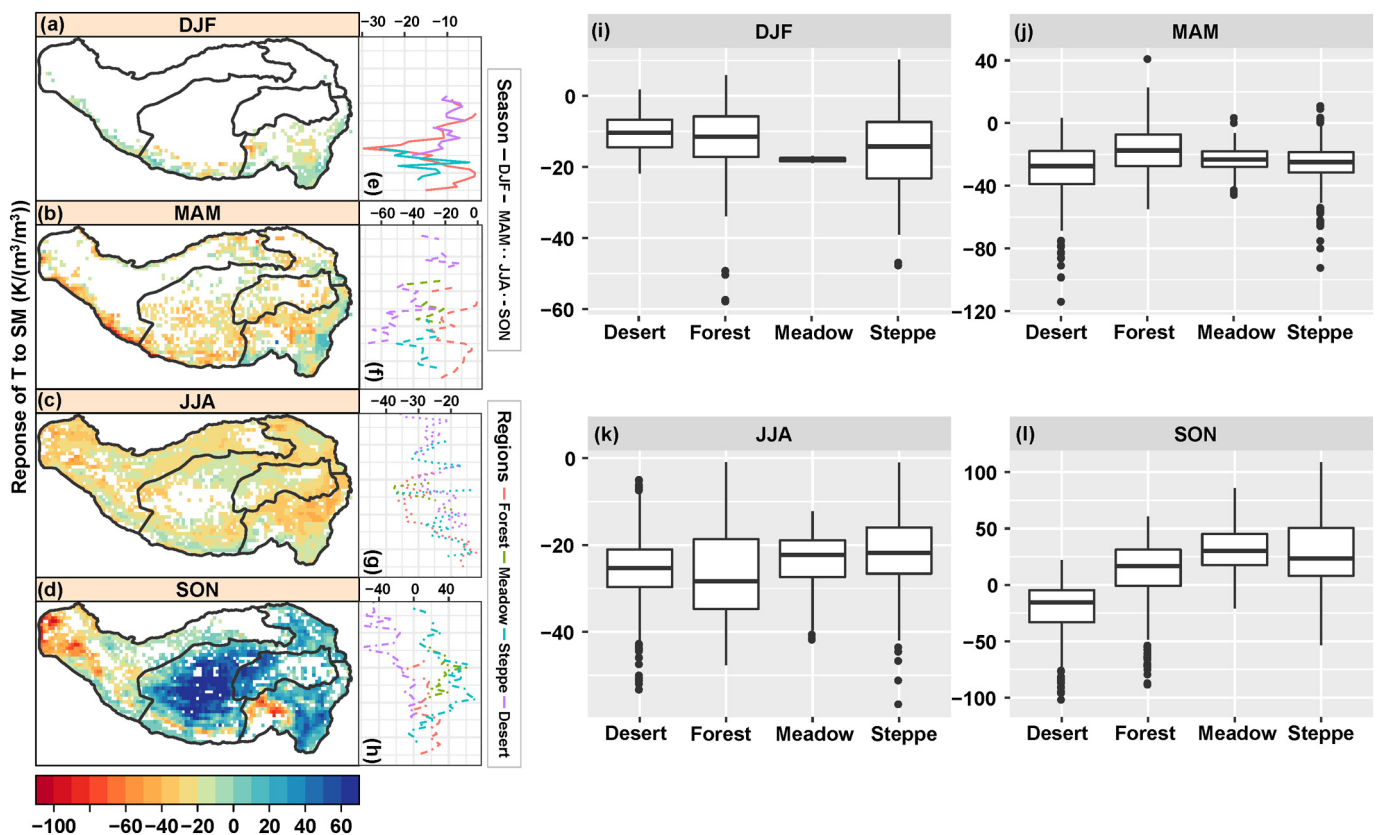 Reponse of T to SM (K/(m³/m³))
(a)
DJF
−30 −20 −10
(e)
(b)
MAM
−60 −40 −20 0
(f)
(c)
JJA
−40 −30 −20
(g)
(d)
SON
−40 0 40
(h)
−100 −60 −40 −20 0 20 40 60
Season DJF MAM JJA SON
Regions Forest Meadow Steppe Desert
(i)
DJF
0
−20
−40
−60
Desert Forest Meadow Steppe
(j)
MAM
40
0
−40
−80
−120
Desert Forest Meadow Steppe
(k)
JJA
0
−20
−40
Desert Forest Meadow Steppe
(l)
SON
100
50
0
−50
−100
Desert Forest Meadow Steppe